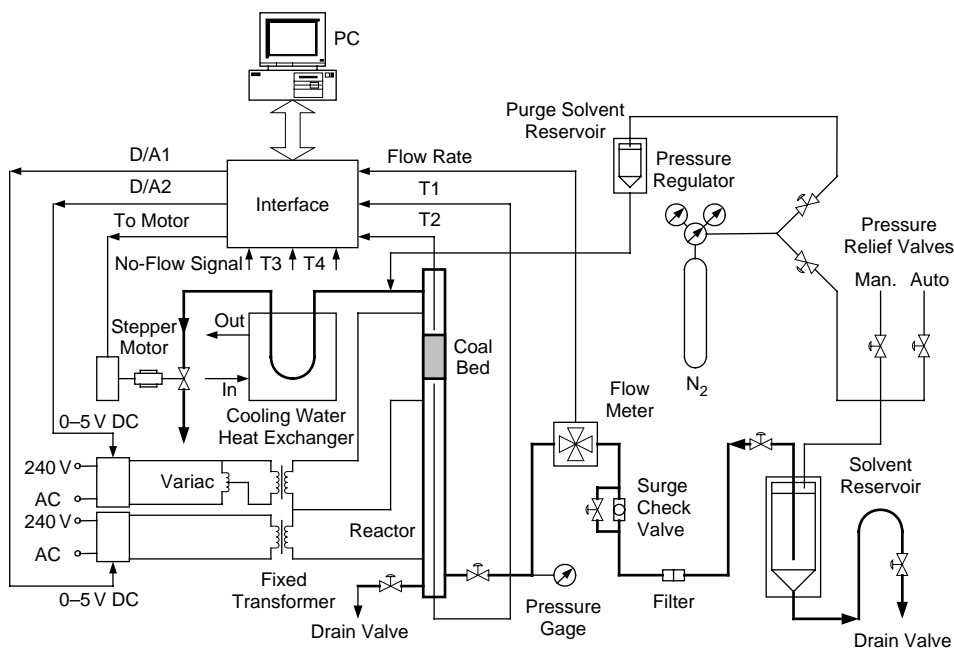 PC
Purge Solvent
Reservoir
D/A1
Flow Rate
Pressure
Regulator
D/A2
T1
Interface
To Motor
T2
Pressure
Relief Valves
No-Flow Signal
T3
T4
Man.
Auto
Out
Stepper
Motor
Coal
Bed
N2
In
Flow
Meter
Cooling Water
Heat Exchanger
0–5 V DC
240 V
Variac
AC
Surge
Check
Valve
Solvent
Reservoir
240 V
Reactor
AC
Fixed
Transformer
0–5 V DC
Filter
Pressure
Gage
Drain Valve
Drain Valve